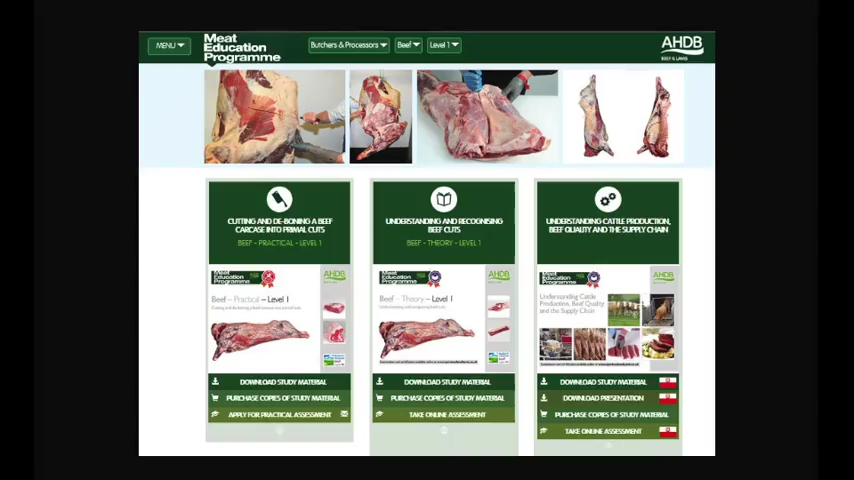 MENU
Meat
Education
Programme
Butchers & Processors
Beef
Level 1
AHDB
BEEF & LAMB
CUTTING AND DE-BONING A BEEF
CARCASE INTO PRIMAL CUTS
BEEF - PRACTICAL - LEVEL 1
Meat
Education
Programme
AHDB
Beef – Practical – Level 1
DOWNLOAD STUDY MATERIAL
PURCHASE COPIES OF STUDY MATERIAL
APPLY FOR PRACTICAL ASSESSMENT
UNDERSTANDING AND RECOGNISING
BEEF CUTS
BEEF - THEORY - LEVEL 1
Meat
Education
Programme
AHDB
Beef – Theory – Level 1
DOWNLOAD STUDY MATERIAL
PURCHASE COPIES OF STUDY MATERIAL
TAKE ONLINE ASSESSMENT
UNDERSTANDING CATTLE PRODUCTION,
BEEF QUALITY AND THE SUPPLY CHAIN
Meat
Education
Programme
AHDB
Understanding Cattle
Production, Beef Quality
and the Supply Chain
DOWNLOAD STUDY MATERIAL
DOWNLOAD PRESENTATION
PURCHASE COPIES OF STUDY MATERIAL
TAKE ONLINE ASSESSMENT